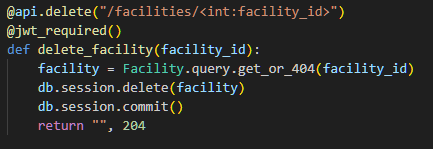 @api.delete("/facilities/<int:facility_id>")
@jwt_required()
def delete_facility(facility_id):
    facility = Facility.query.get_or_404(facility_id)
    db.session.delete(facility)
    db.session.commit()
    return "", 204